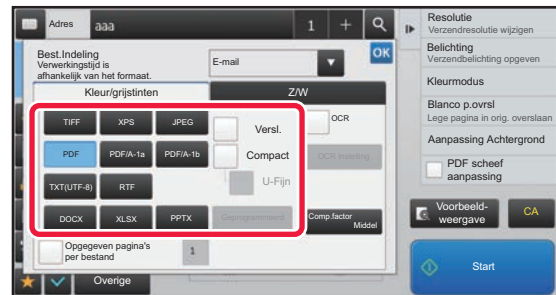 Adres
aaa
1
Resolutie
Verzendresolutie wijzigen
Best.Indeling
Verwerkingstijd is
afhankelijk van het formaat.
E-mail
OK
Belichting
Verzendbelichting opgeven
Kleurmodus
Kleur/grijstinten
Z/W
Blanco p.ovrsl
Lege pagina in orig. overslaan
TIFF
XPS
JPEG
Versl.
OCR
Aanpassing Achtergrond
PDF
PDF/A-1a
PDF/A-1b
Compact
OCR Instelling
PDF scheef
aanpassing
TXT(UTF-8)
RTF
U-Fijn
DOCX
XLSX
PPTX
Geprogrammeerd
Comp.factor
Middel
Voorbeeld-
weergave
CA
Opgegeven pagina's
per bestand
1
Overige
Start